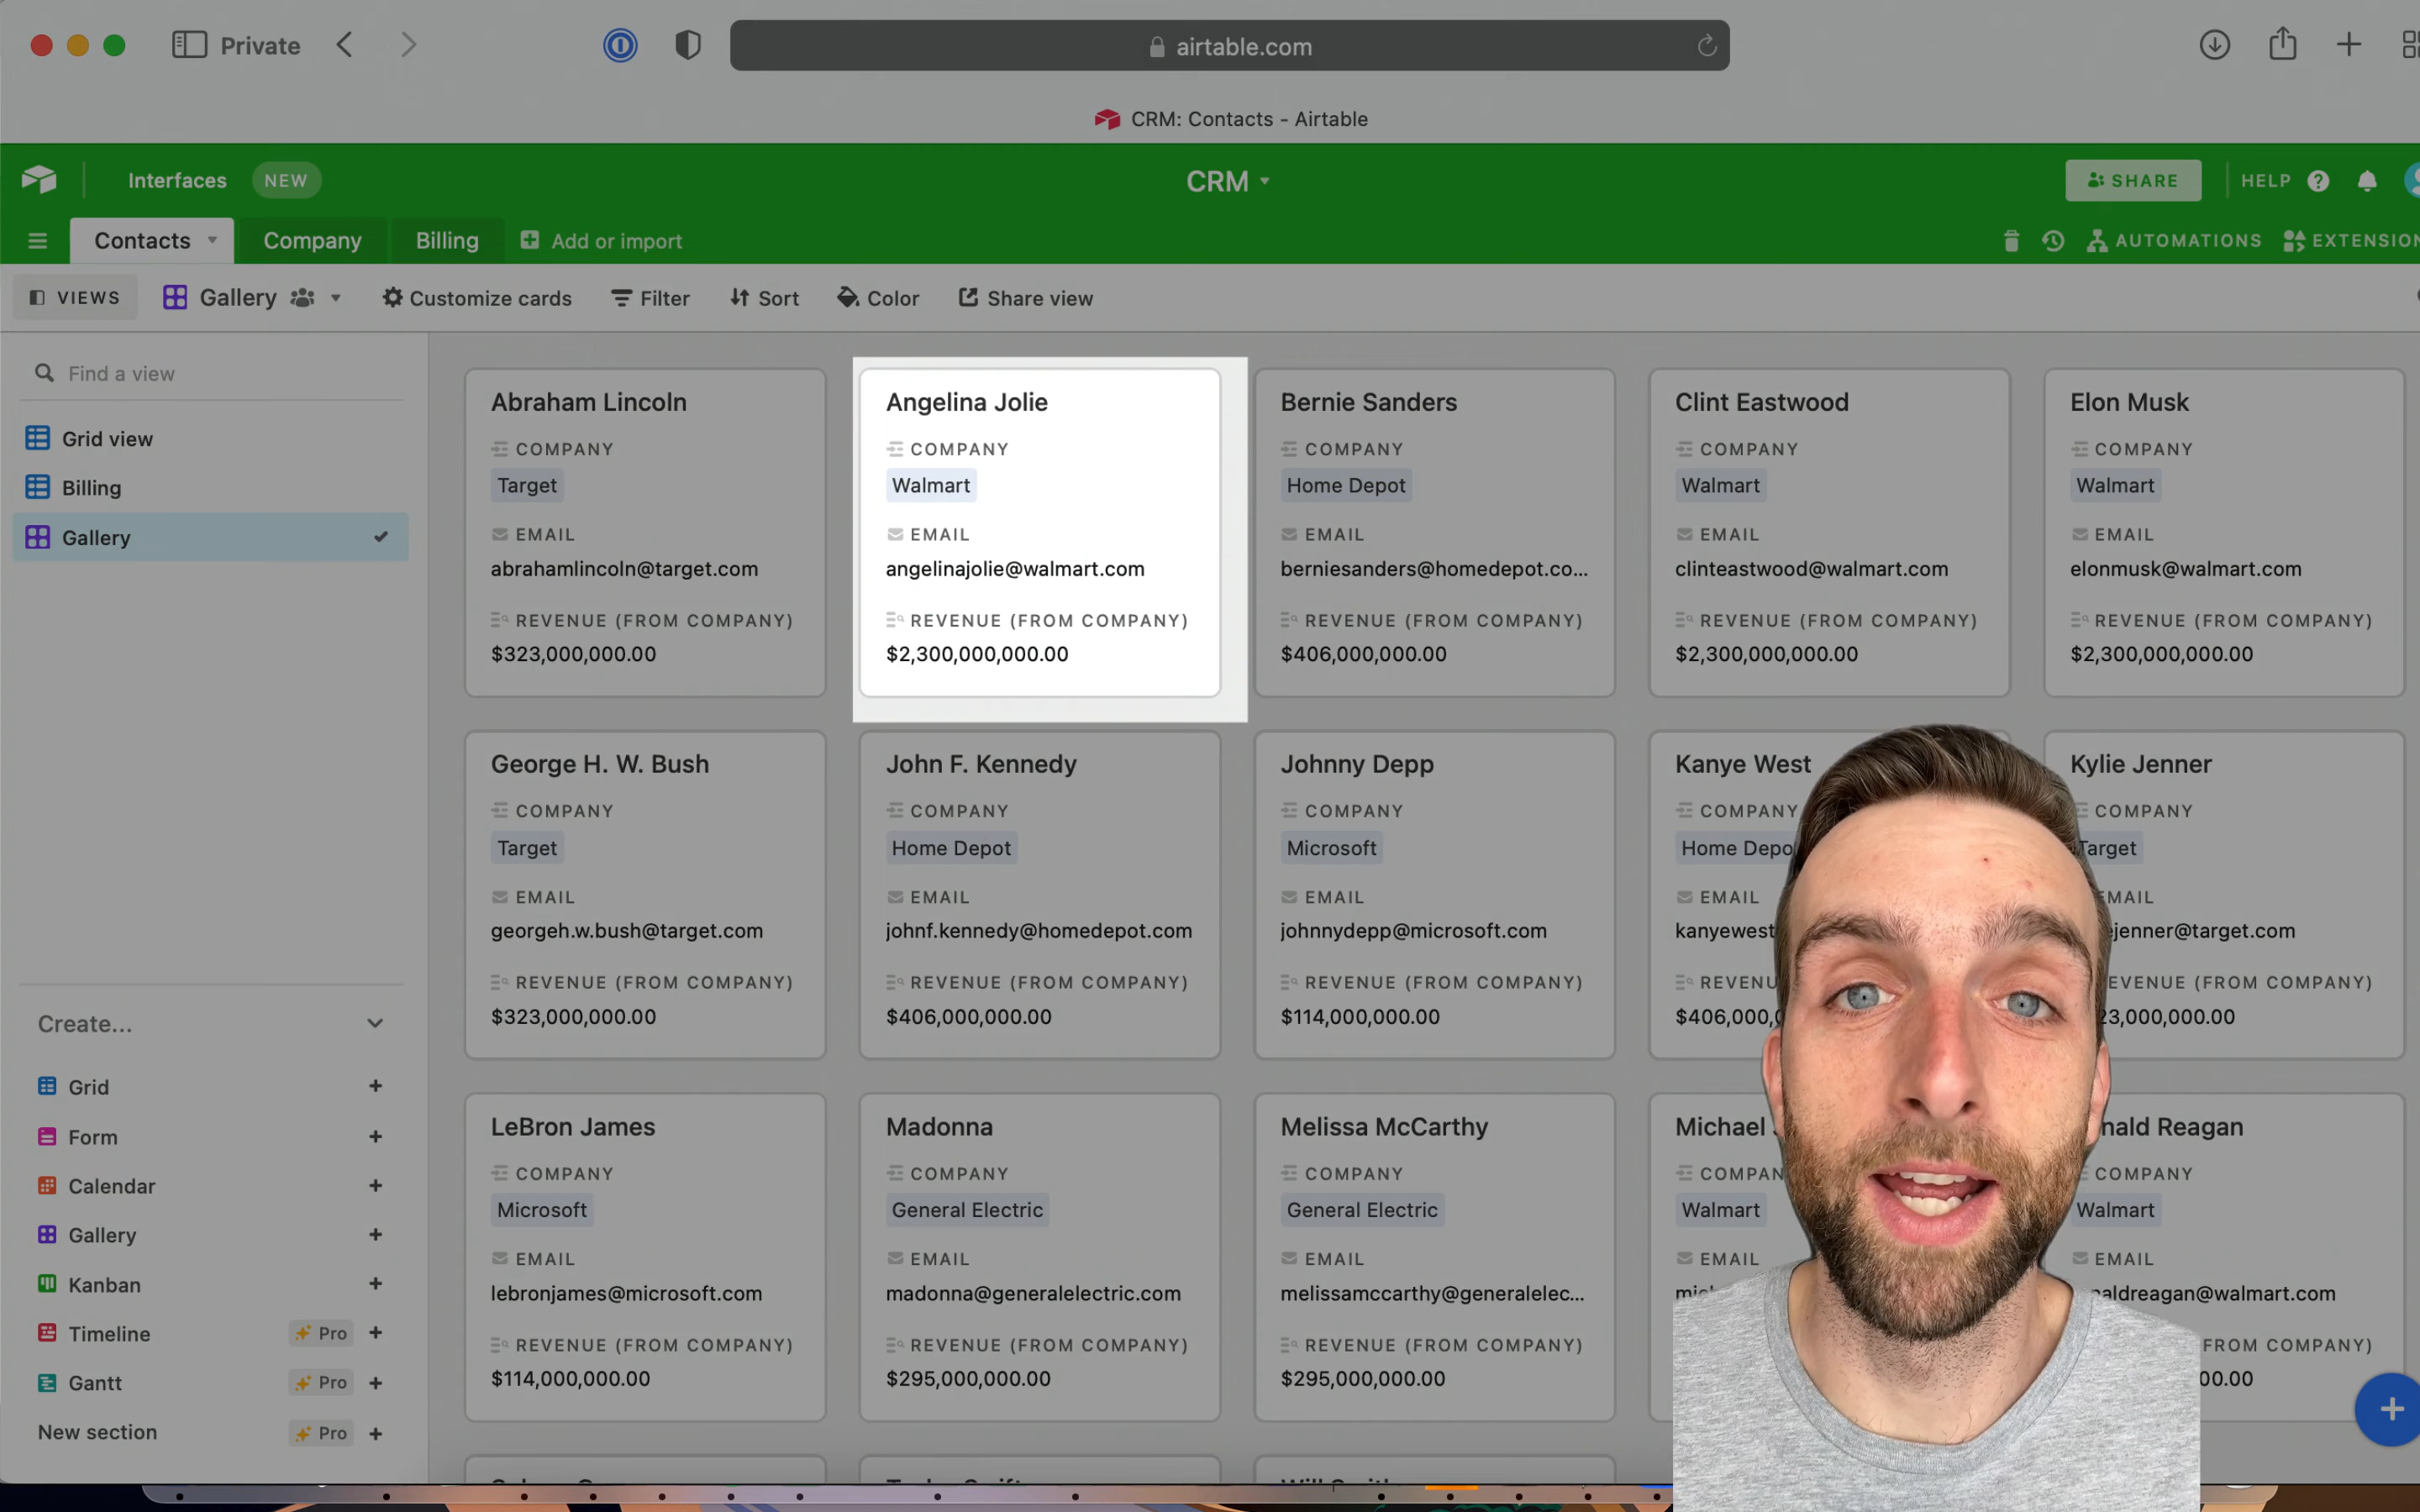 Private
airtable.com
CRM: Contacts - Airtable
Interfaces NEW CRM SHARE HELP
Contacts Company Billing Add or import AUTOMATIONS
VIEWS Gallery Customize cards Filter Sort Color Share view
Find a view
Grid view
Billing
Gallery
Create...
Grid
Form
Calendar
Gallery
Kanban
Timeline Pro
Gantt Pro
New section Pro
Abraham Lincoln
COMPANY
Target
EMAIL
abrahamlincoln@target.com
REVENUE (FROM COMPANY)
$323,000,000.00
Angelina Jolie
COMPANY
Walmart
EMAIL
angelinajolie@walmart.com
REVENUE (FROM COMPANY)
$2,300,000,000.00
Bernie Sanders
COMPANY
Home Depot
EMAIL
berniesanders@homedepot.co...
REVENUE (FROM COMPANY)
$406,000,000.00
Clint Eastwood
COMPANY
Walmart
EMAIL
clinteastwood@walmart.com
REVENUE (FROM COMPANY)
$2,300,000,000.00
Elon Musk
COMPANY
Walmart
EMAIL
elonmusk@walmart.com
REVENUE (FROM COMPANY)
$2,300,000,000.00
George H. W. Bush
COMPANY
Target
EMAIL
georgeh.w.bush@target.com
REVENUE (FROM COMPANY)
$323,000,000.00
John F. Kennedy
COMPANY
Home Depot
EMAIL
johnf.kennedy@homedepot.com
REVENUE (FROM COMPANY)
$406,000,000.00
Johnny Depp
COMPANY
Microsoft
EMAIL
johnnydepp@microsoft.com
REVENUE (FROM COMPANY)
$114,000,000.00
Kanye West
COMPANY
Home
EMAIL
Kylie Jenner
COMPANY
Target
(FROM COMPANY)
LeBron James
COMPANY
Microsoft
EMAIL
lebronjames@microsoft.com
REVENUE (FROM COMPANY)
$114,000,000.00
Madonna
COMPANY
General Electric
EMAIL
madonna@generalelectric.com
REVENUE (FROM COMPANY)
$295,000,000.00
Melissa McCarthy
COMPANY
General Electric
EMAIL
melissamccarthy@generalelec...
REVENUE (FROM COMPANY)
$295,000,000.00
Michael
Walmart
EMAIL
Reagan
COMPANY
Walmart
EMAIL
FROM COMPANY)